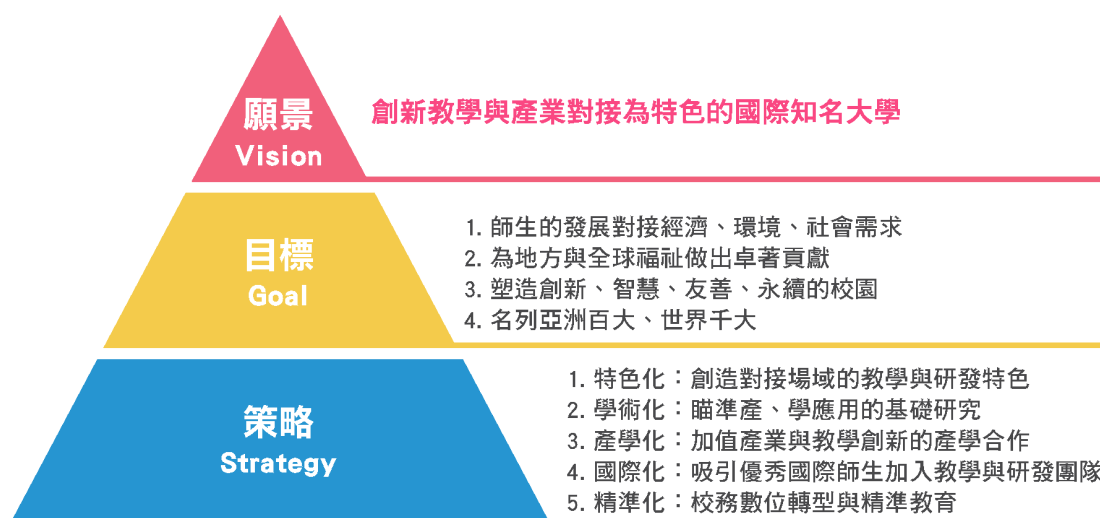 願景
Vision
創新教學與產業對接為特色的國際知名大學
目標
Goal
1. 師生的發展對接經濟、環境、社會需求
2. 為地方與全球福祉做出卓著貢獻
3. 塑造創新、智慧、友善、永續的校園
4. 名列亞洲百大、世界千大
策略
Strategy
1. 特色化：創造對接場域的教學與研發特色
2. 學術化：瞄準產、學應用的基礎研究
3. 產學化：加值產業與教學創新的產學合作
4. 國際化：吸引優秀國際師生加入教學與研發團隊
5. 精準化：校務數位轉型與精準教育